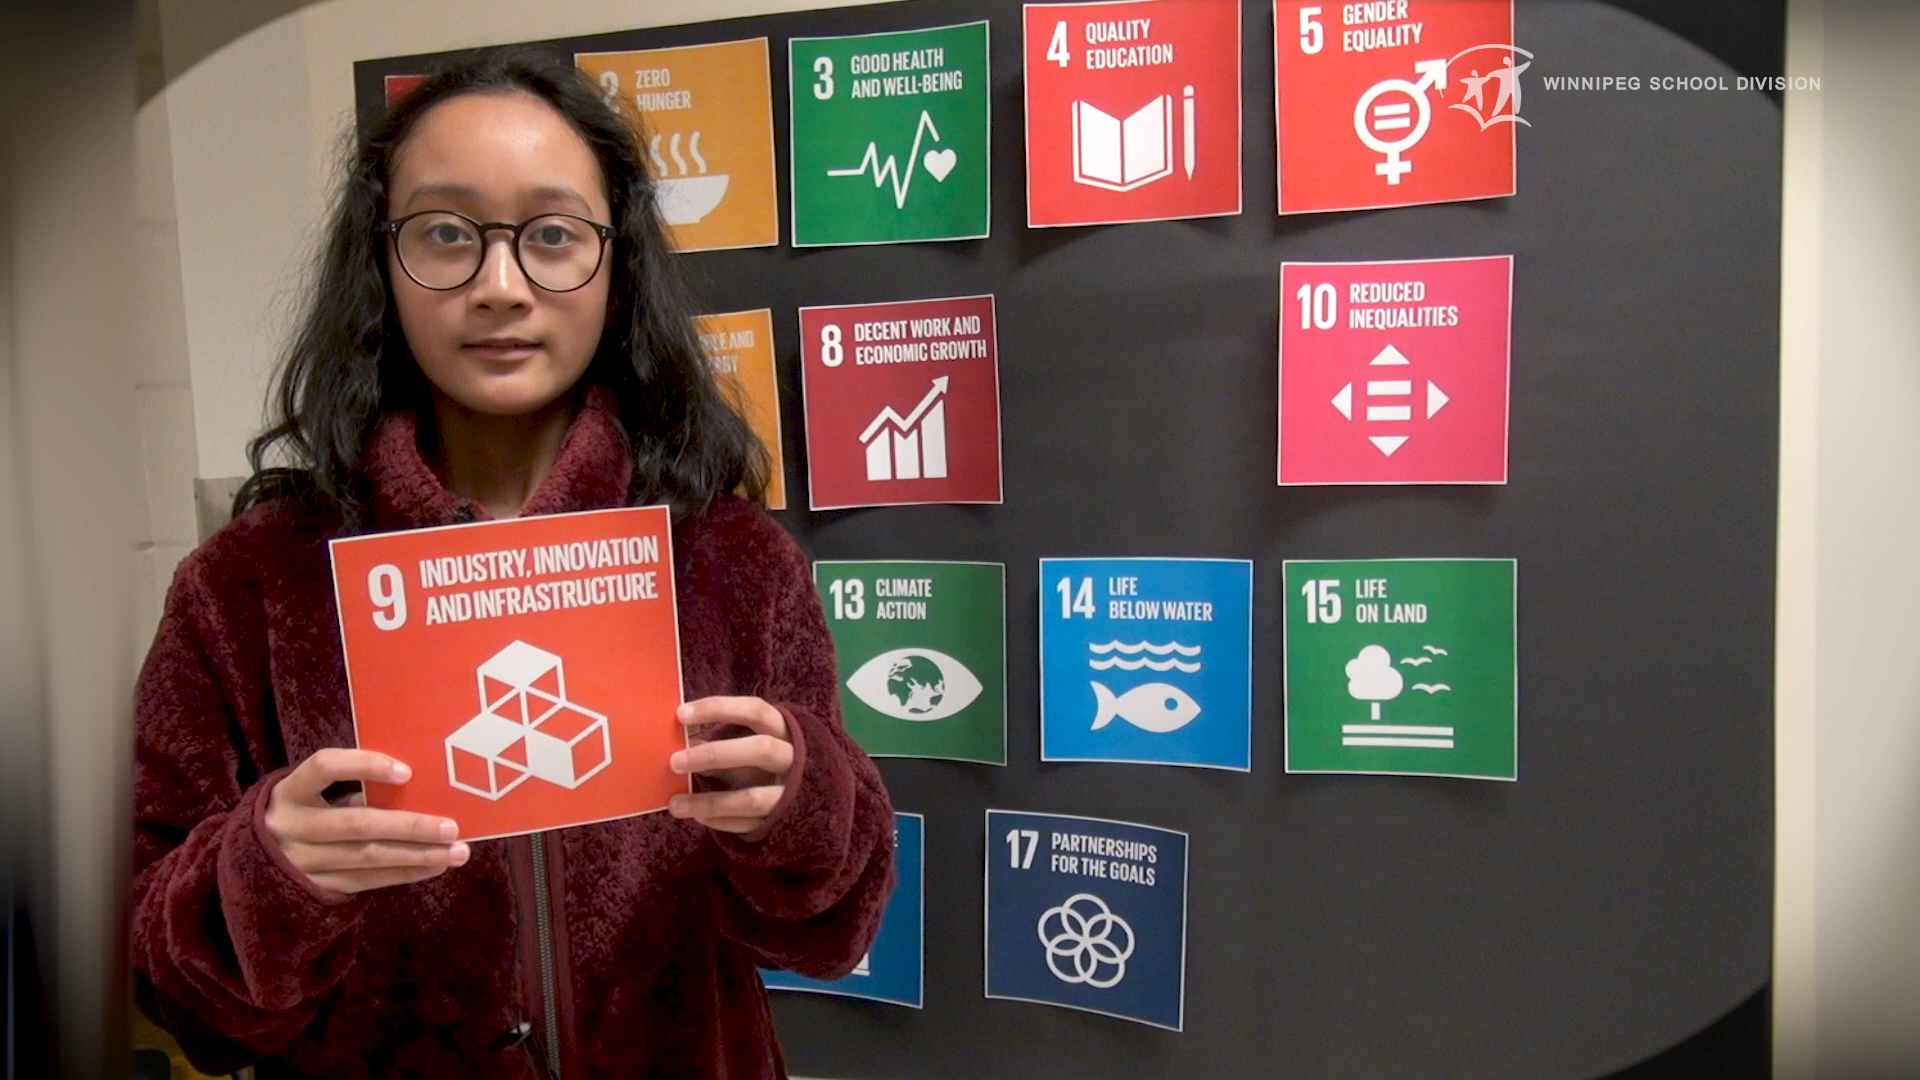 2 ZERO
HUNGER
3 GOOD HEALTH
AND WELL-BEING
4 QUALITY
EDUCATION
5 GENDER
EQUALITY
WINNIPEG SCHOOL DIVISION
AND
8 DECENT WORK AND
ECONOMIC GROWTH
10 REDUCED
INEQUALITIES
9 INDUSTRY, INNOVATION
AND INFRASTRUCTURE
13 CLIMATE
ACTION
14 LIFE
BELOW WATER
15 LIFE
ON LAND
17 PARTNERSHIPS
FOR THE GOALS